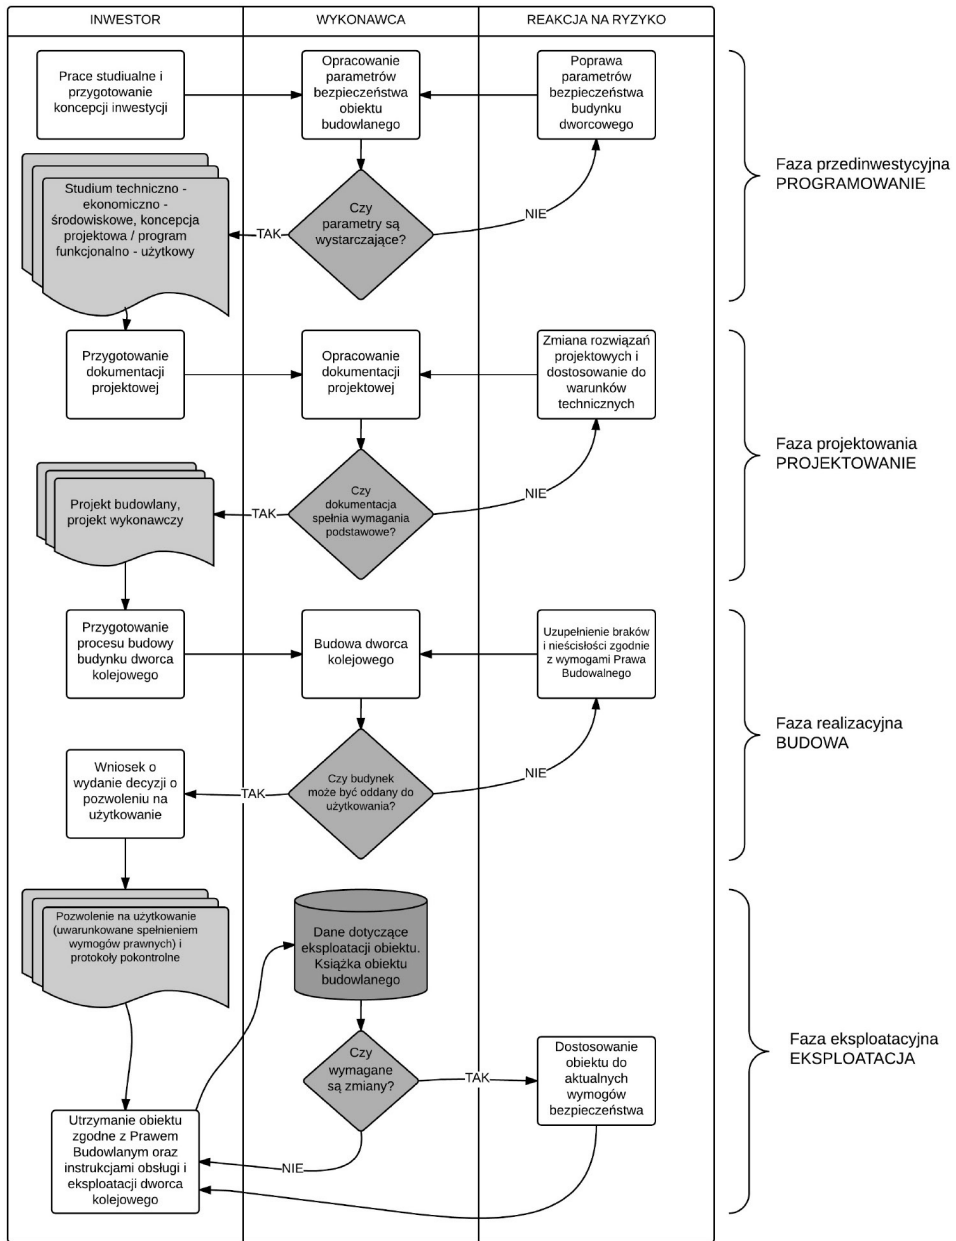 INWESTOR
WYKONAWCA
REAKCJA NA RYZYKO
Prace studialne i
przygotowanie
koncepcji inwestycji
Opracowanie
parametrów
bezpieczeństwa
obiektu
budowlanego
Poprawa
parametrów
bezpieczeństwa
budynku
dworcowego
Faza przedinwestycyjna
PROGRAMOWANIE
Studium techniczno -
ekonomiczno -
środowiskowe, koncepcja
projektowa / program
funkcjonalno - użytkowy
TAK
Czy
parametry są
wystarczające?
NIE
Przygotowanie
dokumentacji
projektowej
Opracowanie
dokumentacji
projektowej
Zmiana rozwiązań
projektowych i
dostosowanie do
warunków
technicznych
Faza projektowania
PROJEKTOWANIE
Projekt budowlany,
projekt wykonawczy
TAK
Czy
dokumentacja
spełnia wymagania
podstawowe?
NIE
Przygotowanie
procesu budowy
budynku dworca
kolejowego
Budowa dworca
kolejowego
Uzupełnienie braków
i nieścisłości zgodnie
z wymogami Prawa
Budowalnego
Faza realizacyjna
BUDOWA
Wniosek o
wydanie decyzji o
pozwoleniu na
użytkowanie
TAK
Czy budynek
może być oddany do
użytkowania?
NIE
Pozwolenie na użytkowanie
(uwarunkowane spełnieniem
wymogów prawnych) i
protokoły pokontrolne
Dane dotyczące
eksploatacji obiektu.
Książka obiektu
budowlanego
Czy
wymagane
są zmiany?
TAK
Dostosowanie
obiektu do
aktualnych
wymogów
bezpieczeństwa
Faza eksploatacyjna
EKSPLOATACJA
Utrzymanie obiektu
zgodne z Prawem
Budowlanym oraz
instrukcjami obsługi i
eksploatacji dworca
kolejowego
NIE